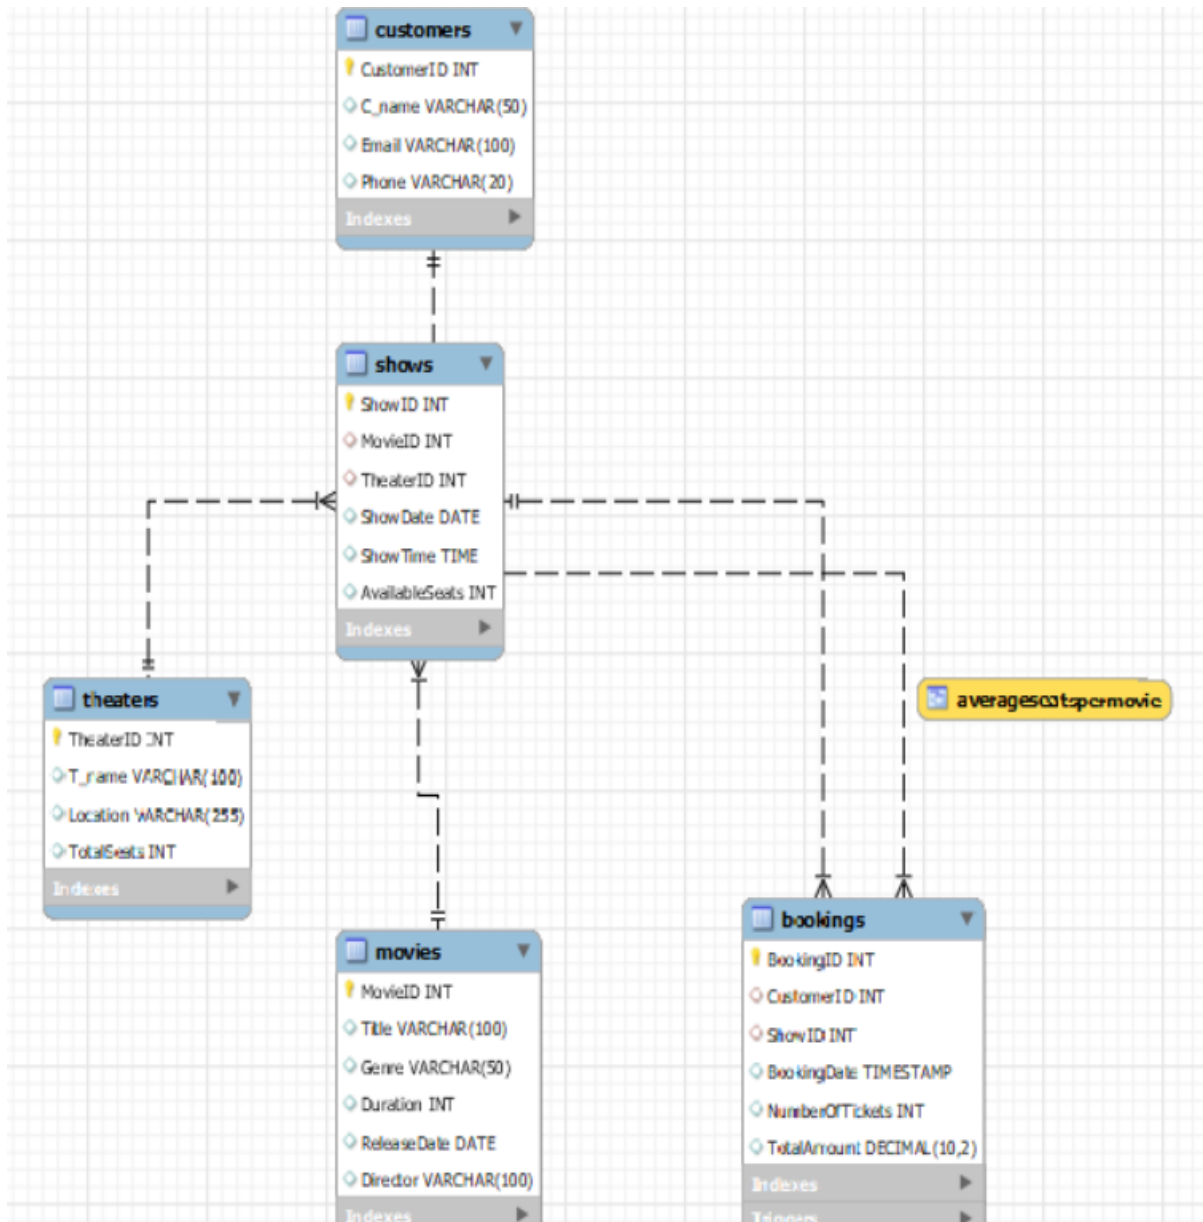 customers
CustomerID INT
C_name VARCHAR(50)
Email VARCHAR(100)
Phone VARCHAR(20)
Indexes
shows
ShowID INT
MovieID INT
TheaterID INT
ShowDate DATE
ShowTime TIME
AvailableSeats INT
Indexes
theaters
TheaterID INT
T_name VARCHAR(100)
Location VARCHAR(255)
TotalSeats INT
Indexes
averageseatspermovie
movies
MovieID INT
Title VARCHAR(100)
Genre VARCHAR(50)
Duration INT
ReleaseDate DATE
Director VARCHAR(100)
Indexes
bookings
BookingID INT
CustomerID INT
ShowID INT
BookingDate TIMESTAMP
NumberOfTickets INT
TotalAmount DECIMAL(10,2)
Indexes
Triggers